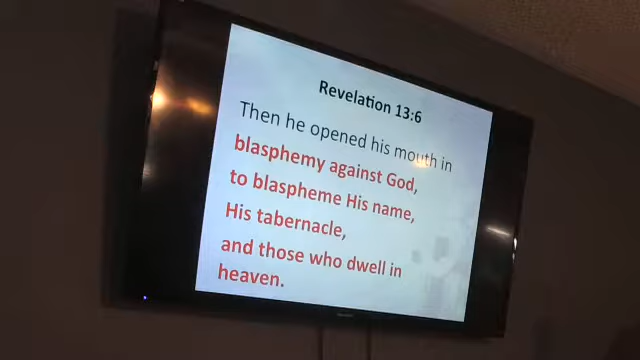 Revelation 13:6
Then he opened his mouth in
blasphemy against God,
to blaspheme His name,
His tabernacle,
and those who dwell in
heaven.